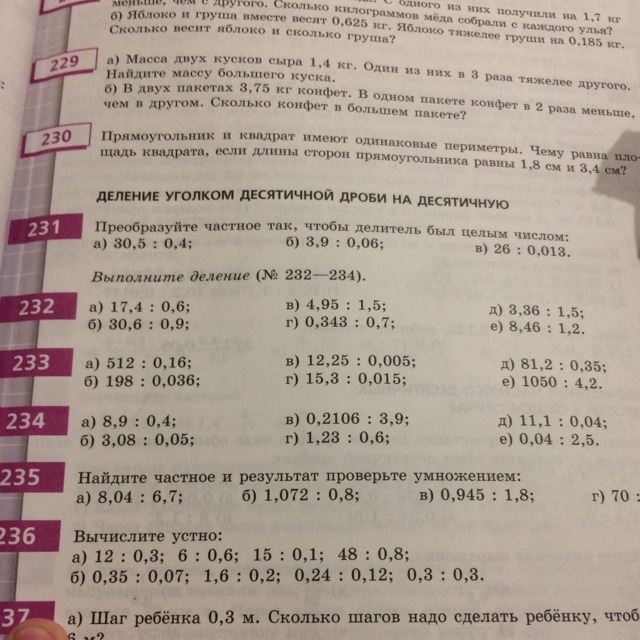 меньше, чем с другого. Сколько килограммов мёда собрали с каждого улья?
б) Яблоко и груша вместе весят 0,625 кг. Яблоко тяжелее груши на 0,185 кг.
Сколько весит яблоко и сколько груша?
229 а) Масса двух кусков сыра 1,4 кг. Один из них в 3 раза тяжелее другого.
Найдите массу большего куска.
б) В двух пакетах 3,75 кг конфет. В одном пакете конфет в 2 раза меньше,
чем в другом. Сколько конфет в большем пакете?
230 Прямоугольник и квадрат имеют одинаковые периметры. Чему равна пло-
щадь квадрата, если длины сторон прямоугольника равны 1,8 см и 3,4 см?
ДЕЛЕНИЕ УГОЛКОМ ДЕСЯТИЧНОЙ ДРОБИ НА ДЕСЯТИЧНУЮ
231 Преобразуйте частное так, чтобы делитель был целым числом:
а) 30,5 : 0,4; б) 3,9 : 0,06; в) 26 : 0,013.
Выполните деление (№ 232—234).
232 а) 17,4 : 0,6; в) 4,95 : 1,5; д) 3,36 : 1,5;
б) 30,6 : 0,9; г) 0,343 : 0,7; е) 8,46 : 1,2.
233 а) 512 : 0,16; в) 12,25 : 0,005; д) 81,2 : 0,35;
б) 198 : 0,036; г) 15,3 : 0,015; е) 1050 : 4,2.
234 а) 8,9 : 0,4; в) 0,2106 : 3,9; д) 11,1 : 0,04;
б) 3,08 : 0,05; г) 1,23 : 0,6; е) 0,04 : 2,5.
235 Найдите частное и результат проверьте умножением:
а) 8,04 : 6,7; б) 1,072 : 0,8; в) 0,945 : 1,8; г) 70 :
236 Вычислите устно:
а) 12 : 0,3; 6 : 0,6; 15 : 0,1; 48 : 0,8;
б) 0,35 : 0,07; 1,6 : 0,2; 0,24 : 0,12; 0,3 : 0,3.
37 а) Шаг ребёнка 0,3 м. Сколько шагов надо сделать ребёнку, чтоб
6 м?